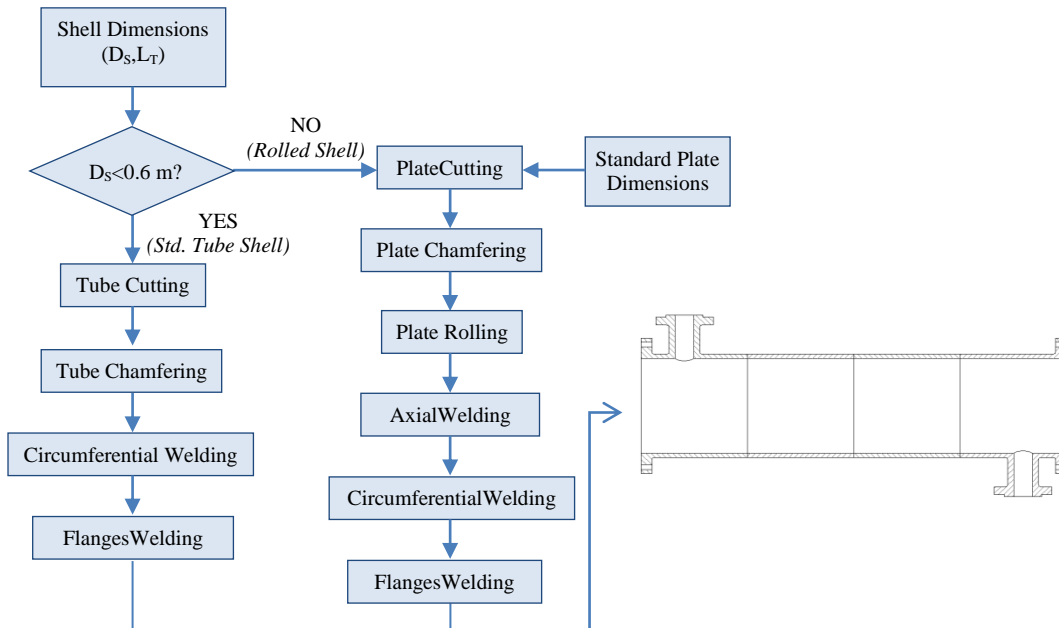 Shell Dimensions
(DS,LT)
DS<0.6 m?
NO
(Rolled Shell)
YES
(Std. Tube Shell)
Tube Cutting
Tube Chamfering
Circumferential Welding
FlangesWelding
PlateCutting
Standard Plate
Dimensions
Plate Chamfering
Plate Rolling
AxialWelding
CircumferentialWelding
FlangesWelding